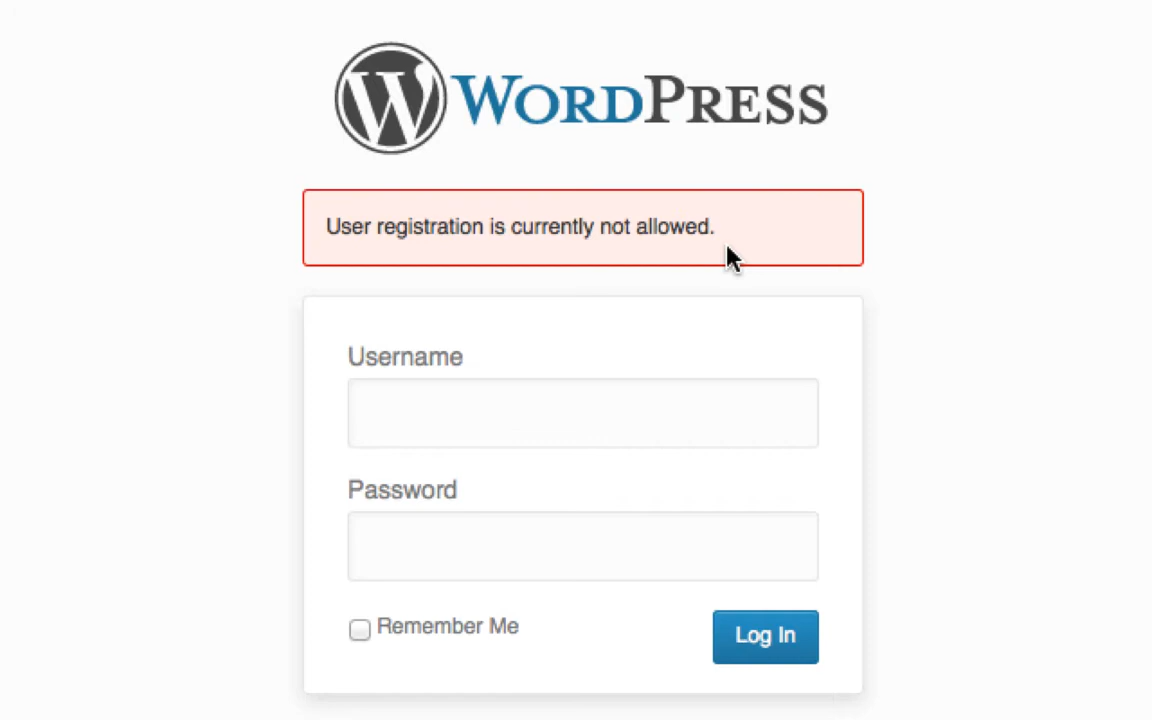 WORDPRESS
User registration is currently not allowed.
Username
Password
Remember Me
Log In